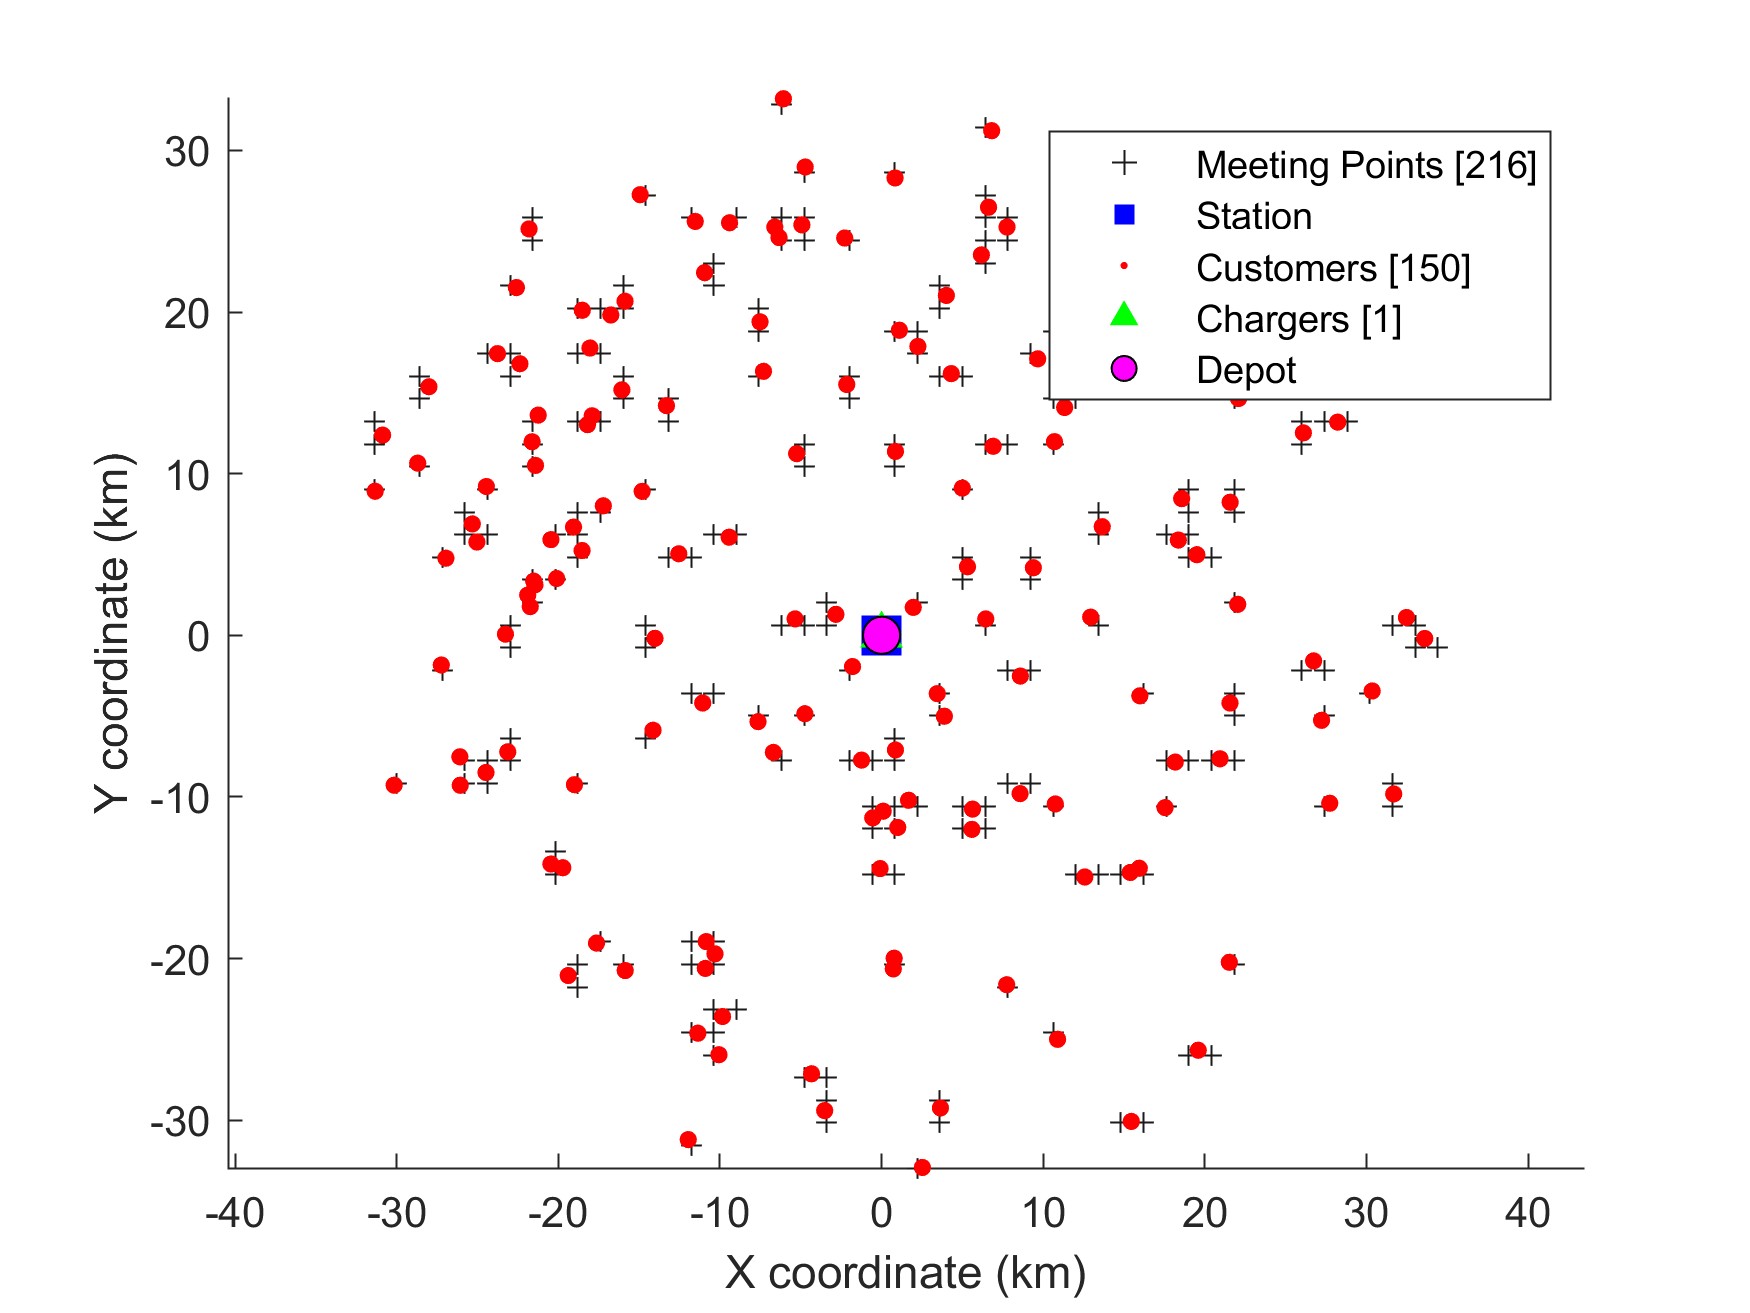 30
20
10
0
-10
-20
-30
Y coordinate (km)
Meeting Points [216]
Station
Customers [150]
Chargers [1]
Depot
-40 -30 -20 -10 0 10 20 30 40
X coordinate (km)